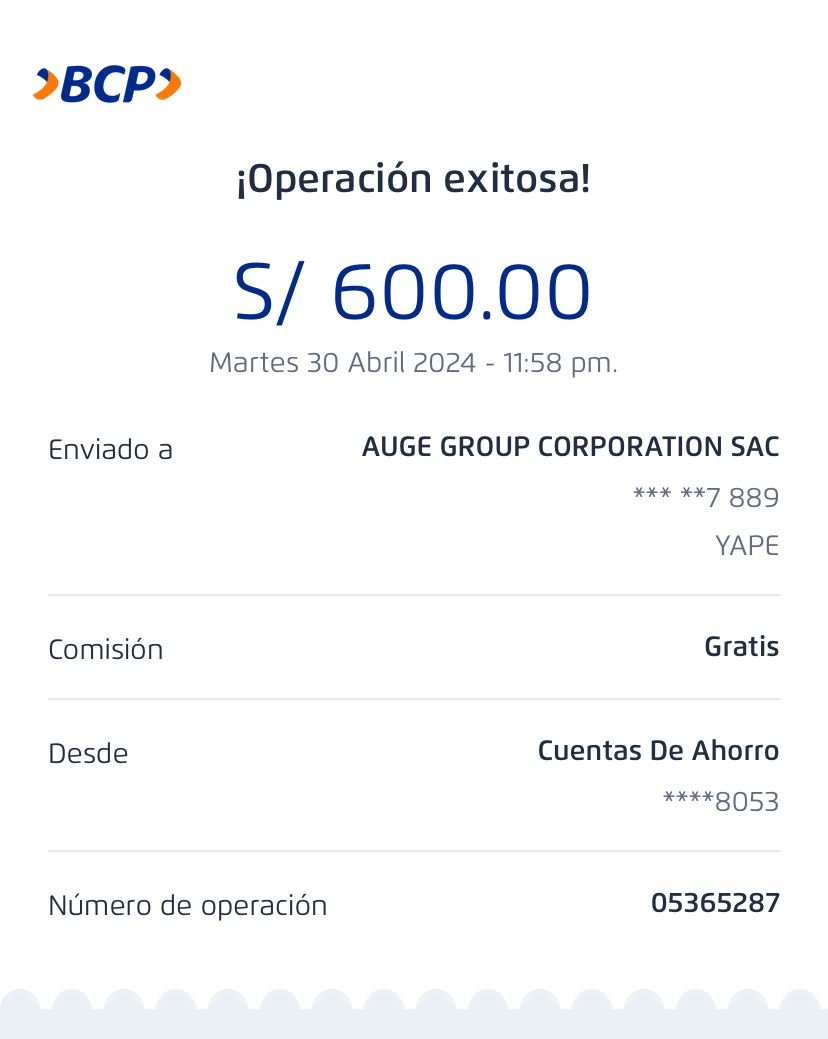 BCP
¡Operación exitosa!
S/ 600.00
Martes 30 Abril 2024 - 11:58 pm.
Enviado a AUGE GROUP CORPORATION SAC
*** **7 889
YAPE
Comisión Gratis
Desde Cuentas De Ahorro
****8053
Número de operación 05365287